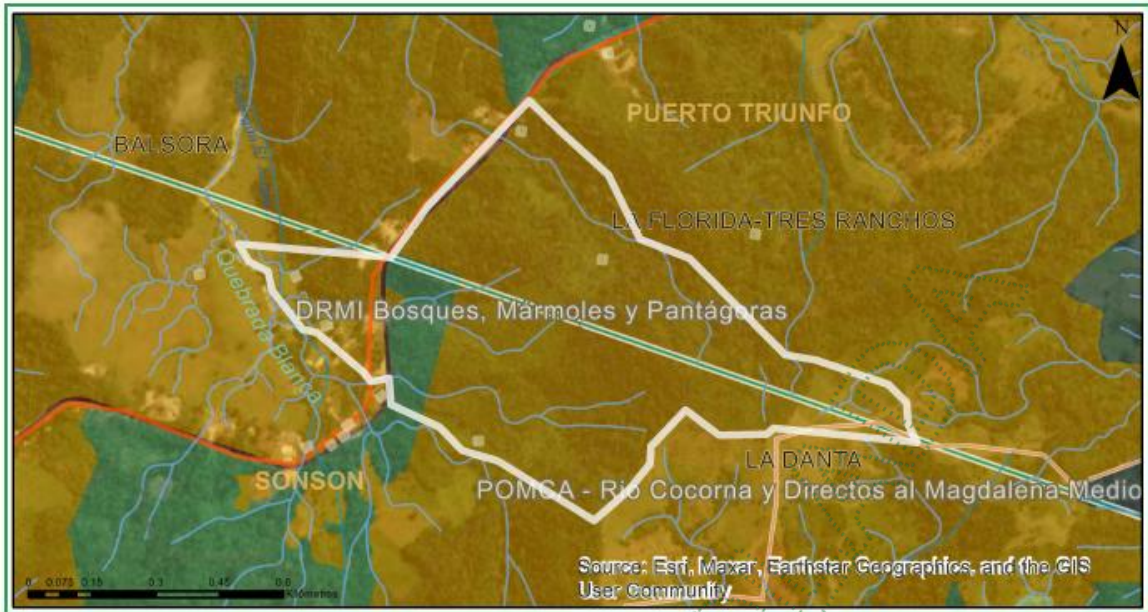 N
PUERTO TRIUNFO
BALSORA
LA FLORIDA-TRES RANCHOS
Quebrada Blanca
DRMI Bosques, Mármoles y Pantágoras
LA DANTA
SONSON
POMCA - Río Cocorna y Directos al Magdalena Medio
Source: Esri, Maxar, Earthstar Geographics, and the GIS
User Community
0 0.075 0.15 0.3 0.45 0.6
Kilómetros